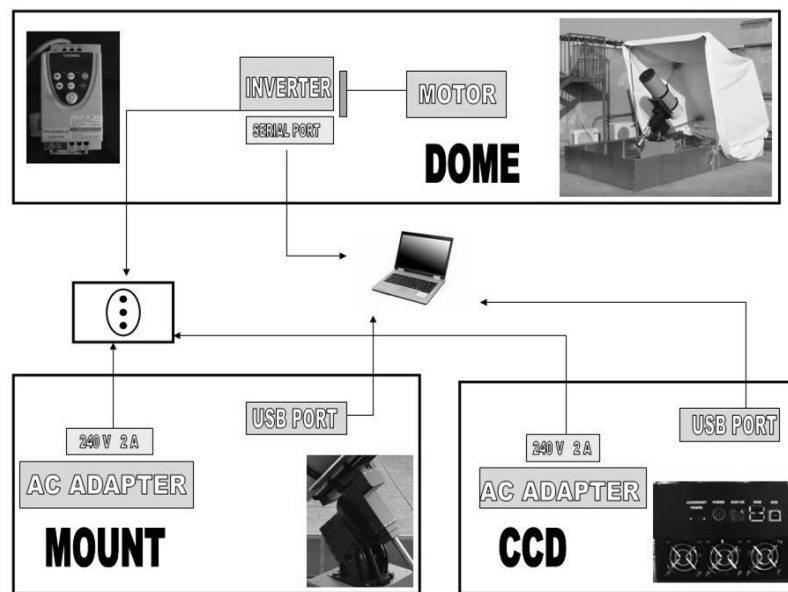 INVERTER
MOTOR
SERIAL PORT
DOME
USB PORT
240 V 2 A
AC ADAPTER
MOUNT
USB PORT
240 V 2 A
AC ADAPTER
CCD
POWER